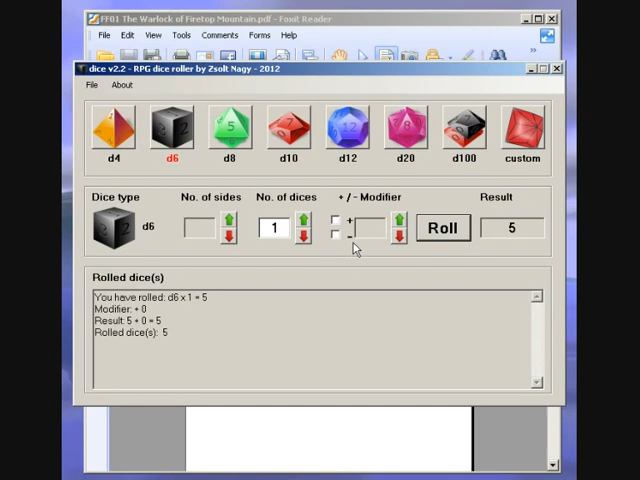 FF01 The Warlock of Firetop Mountain.pdf - Foxit Reader
File Edit View Tools Comments Forms Help
dice v2.2 - RPG dice roller by Zsolt Nagy - 2012
File About
d4 d6 d8 d10 d12 d20 d100 custom
Dice type No. of sides No. of dices + / - Modifier Result
d6 1 + - Roll 5
Rolled dice(s)
You have rolled: d6 x 1 = 5
Modifier: + 0
Result: 5 + 0 = 5
Rolled dice(s): 5